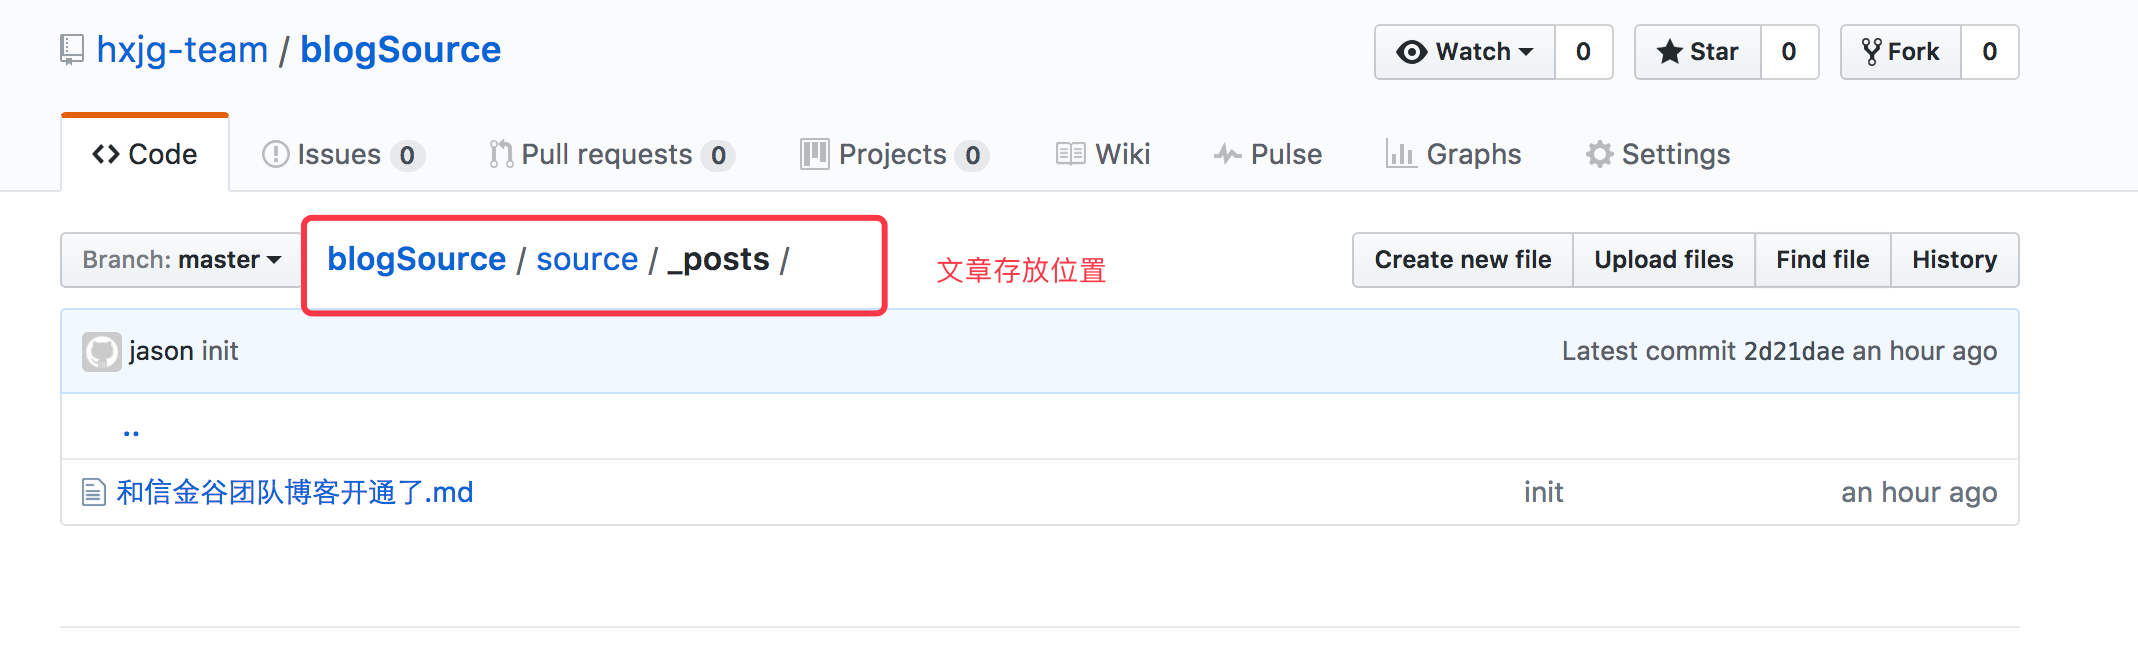 hxjg-team / blogSource
Watch 0 Star 0 Fork 0
Code Issues 0 Pull requests 0 Projects 0 Wiki Pulse Graphs Settings
Branch: master blogSource / source / _posts / 文章存放位置 Create new file Upload files Find file History
jason init Latest commit 2d21dae an hour ago
..
和信金谷团队博客开通了.md init an hour ago